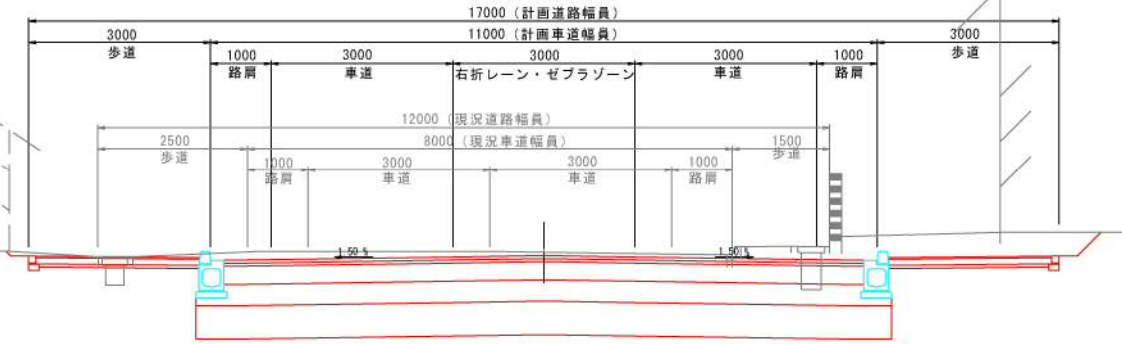 17000（計画道路幅員）
3000 11000（計画車道幅員） 3000
歩道 歩道
1000 3000 3000 3000 1000
路肩 車道 右折レーン・ゼブラゾーン 車道 路肩
12000（現況道路幅員）
2500 8000（現況車道幅員） 1500
歩道 歩道
1000 3000 3000 1000
路肩 車道 車道 路肩
1.50% 1.50%